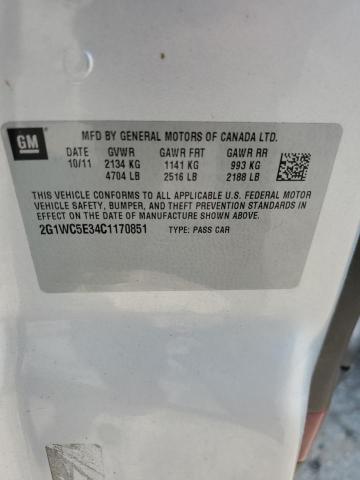 GM
MFD BY GENERAL MOTORS OF CANADA LTD.
DATE GVWR GAWR FRT GAWR RR
10/11 2134 KG 1141 KG 993 KG
4704 LB 2516 LB 2188 LB
THIS VEHICLE CONFORMS TO ALL APPLICABLE U.S. FEDERAL MOTOR
VEHICLE SAFETY, BUMPER, AND THEFT PREVENTION STANDARDS IN
EFFECT ON THE DATE OF MANUFACTURE SHOWN ABOVE.
2G1WC5E34C1170851 TYPE: PASS CAR